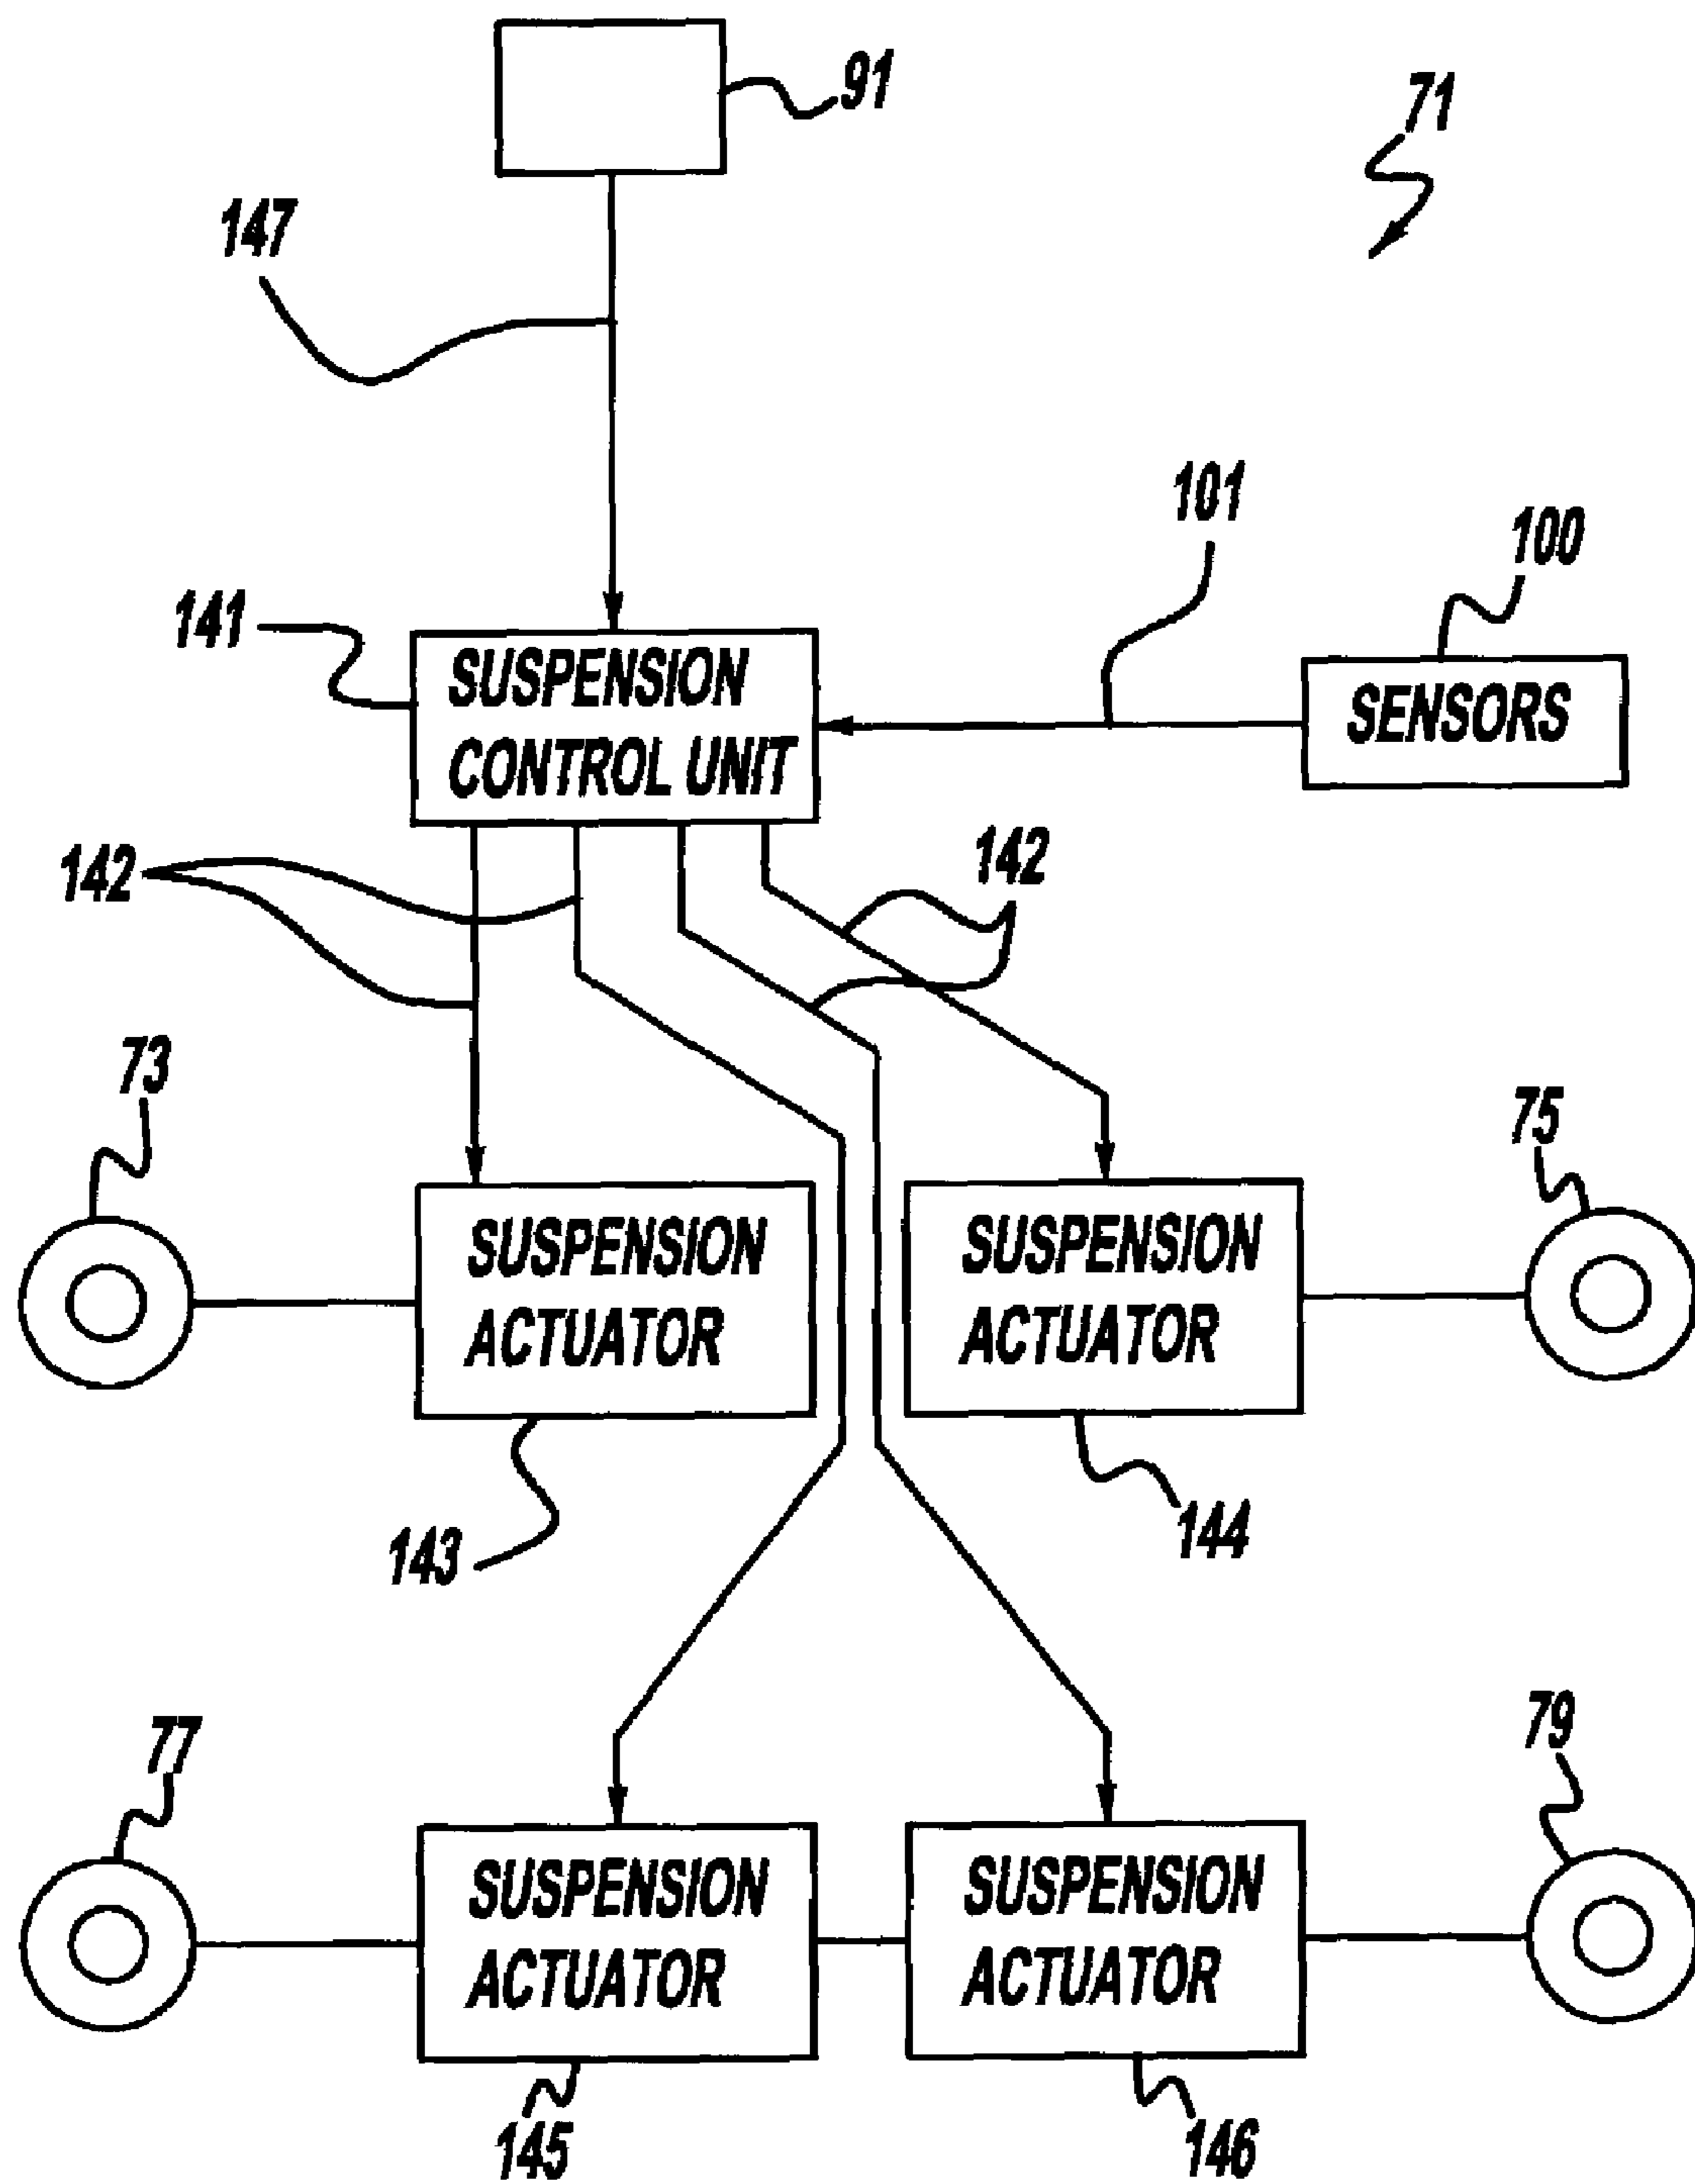 91
71
147
101
100
141
SUSPENSION
CONTROL UNIT
SENSORS
142
142
73
75
SUSPENSION
ACTUATOR
SUSPENSION
ACTUATOR
143
144
77
79
SUSPENSION
ACTUATOR
SUSPENSION
ACTUATOR
145
146